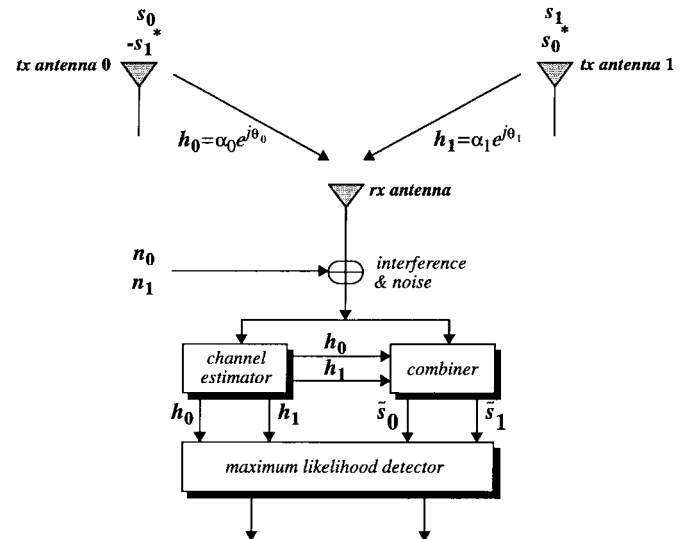 s₀ s₁
-s₁* s₀*
tx antenna 0 tx antenna 1
h₀=α₀e^{jθ₀} h₁=α₁e^{jθ₁}
rx antenna
n₀
n₁
interference
& noise
channel
estimator
h₀
h₁
combiner
h₀ h₁ s̃₀ s̃₁
maximum likelihood detector